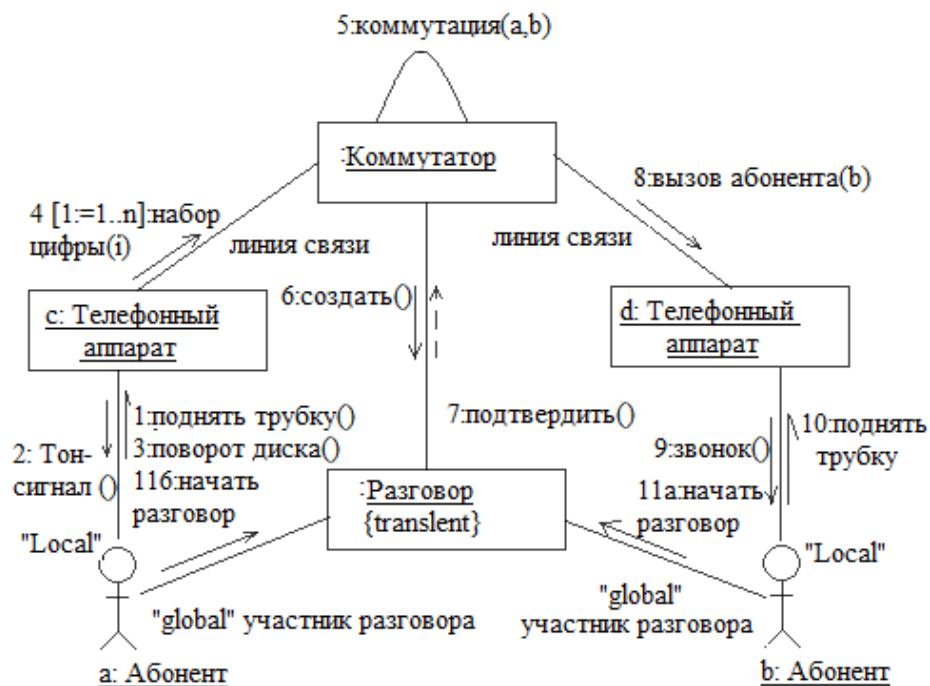 5:коммутация(a,b)
:Коммутатор
8:вызов абонента(b)
4 [1:=1..n]:набор
цифры(i)
линия связи
линия связи
6:создать()
c: Телефонный
аппарат
d: Телефонный
аппарат
1:поднять трубку()
3:поворот диска()
2: Тон-
сигнал ()
116:начать
разговор
7:подтвердить()
9:звонок()
10:поднять
трубку
:Разговор
{translent}
11а:начать
разговор
"Local"
"Local"
"global" участник разговора
"global"
участник разговора
a: Абонент
b: Абонент